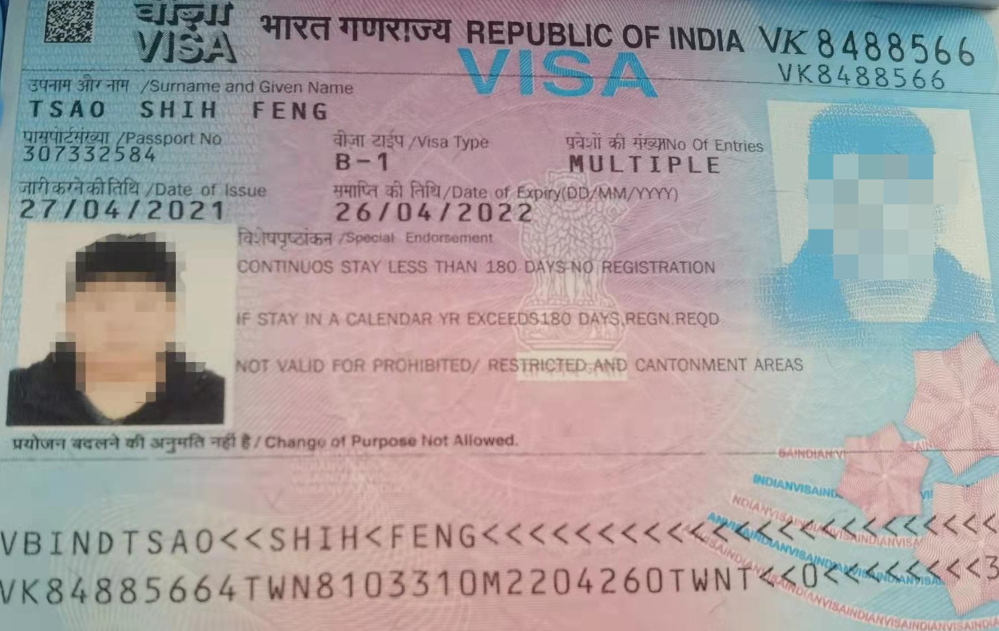 वीज़ा
VISA
भारत गणराज्य REPUBLIC OF INDIA VK 8488566
VISA
VK8488566
उपनाम और नाम /Surname and Given Name
TSAO SHIH FENG
पासपोर्ट संख्या /Passport No
वीज़ा टाईप /Visa Type
प्रवेशों की संख्या/No Of Entries
307332584
B-1
MULTIPLE
जारी करने की तिथि /Date of Issue
समाप्ति की तिथि/Date of Expiry(DD/MM/YYYY)
27/04/2021
26/04/2022
विशेष पृष्ठांकन /Special Endorsement
CONTINUOS STAY LESS THAN 180 DAYS-NO REGISTRATION
IF STAY IN A CALENDAR YR EXCEEDS180 DAYS,REGN.REQD
NOT VALID FOR PROHIBITED/ RESTRICTED AND CANTONMENT AREAS
प्रयोजन बदलने की अनुमति नहीं है / Change of Purpose Not Allowed.
VBINDTSAO<<SHIH<FENG<<<<<<<<<<<<<<<<<<<<<<<<
VK84885664TWN8103310M2204260TWNT<<0<<<<<<<<3